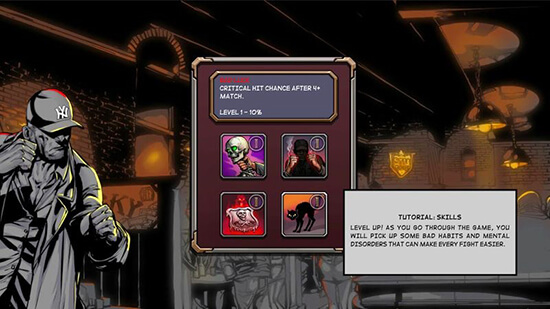 CRITICAL HIT CHANCE AFTER 4+
MATCH.
LEVEL 1 - 10%
I
I
I
I
TUTORIAL: SKILLS
LEVEL UP! AS YOU GO THROUGH THE GAME, YOU
WILL PICK UP SOME BAD HABITS AND MENTAL
DISORDERS THAT CAN MAKE EVERY FIGHT EASIER.
NY